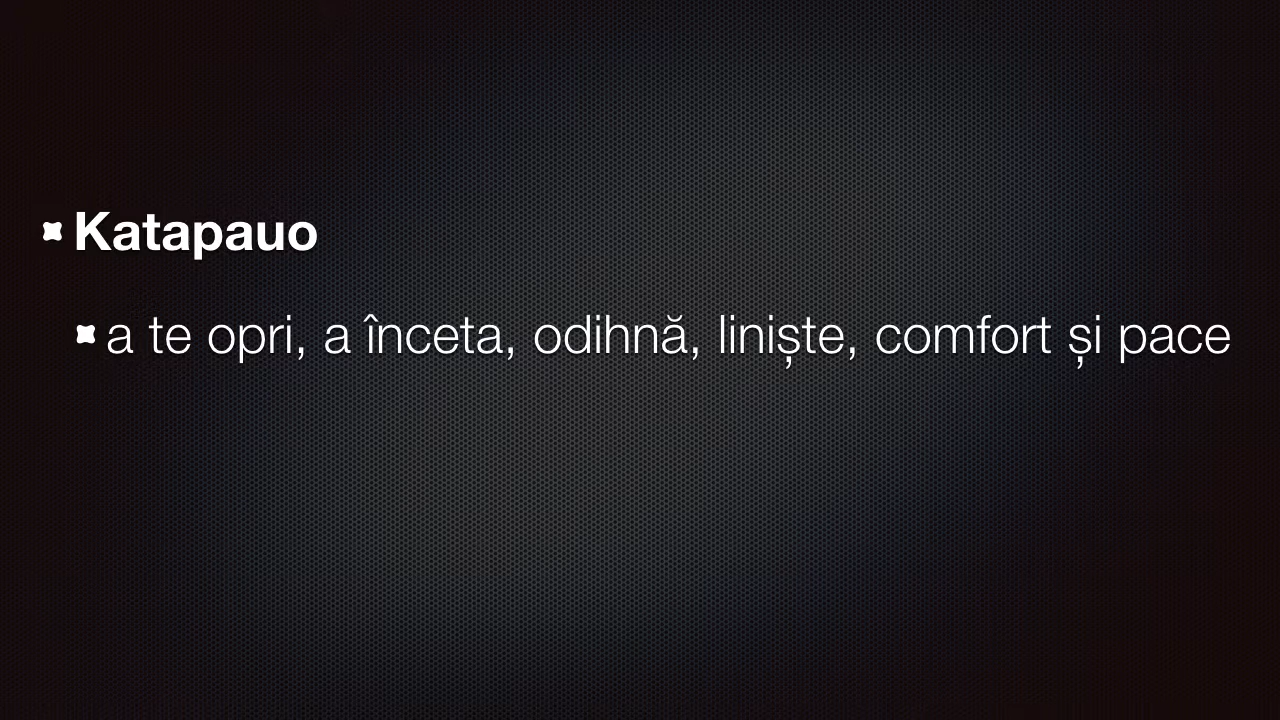 Katapauo
a te opri, a înceta, odihnă, liniște, comfort și pace